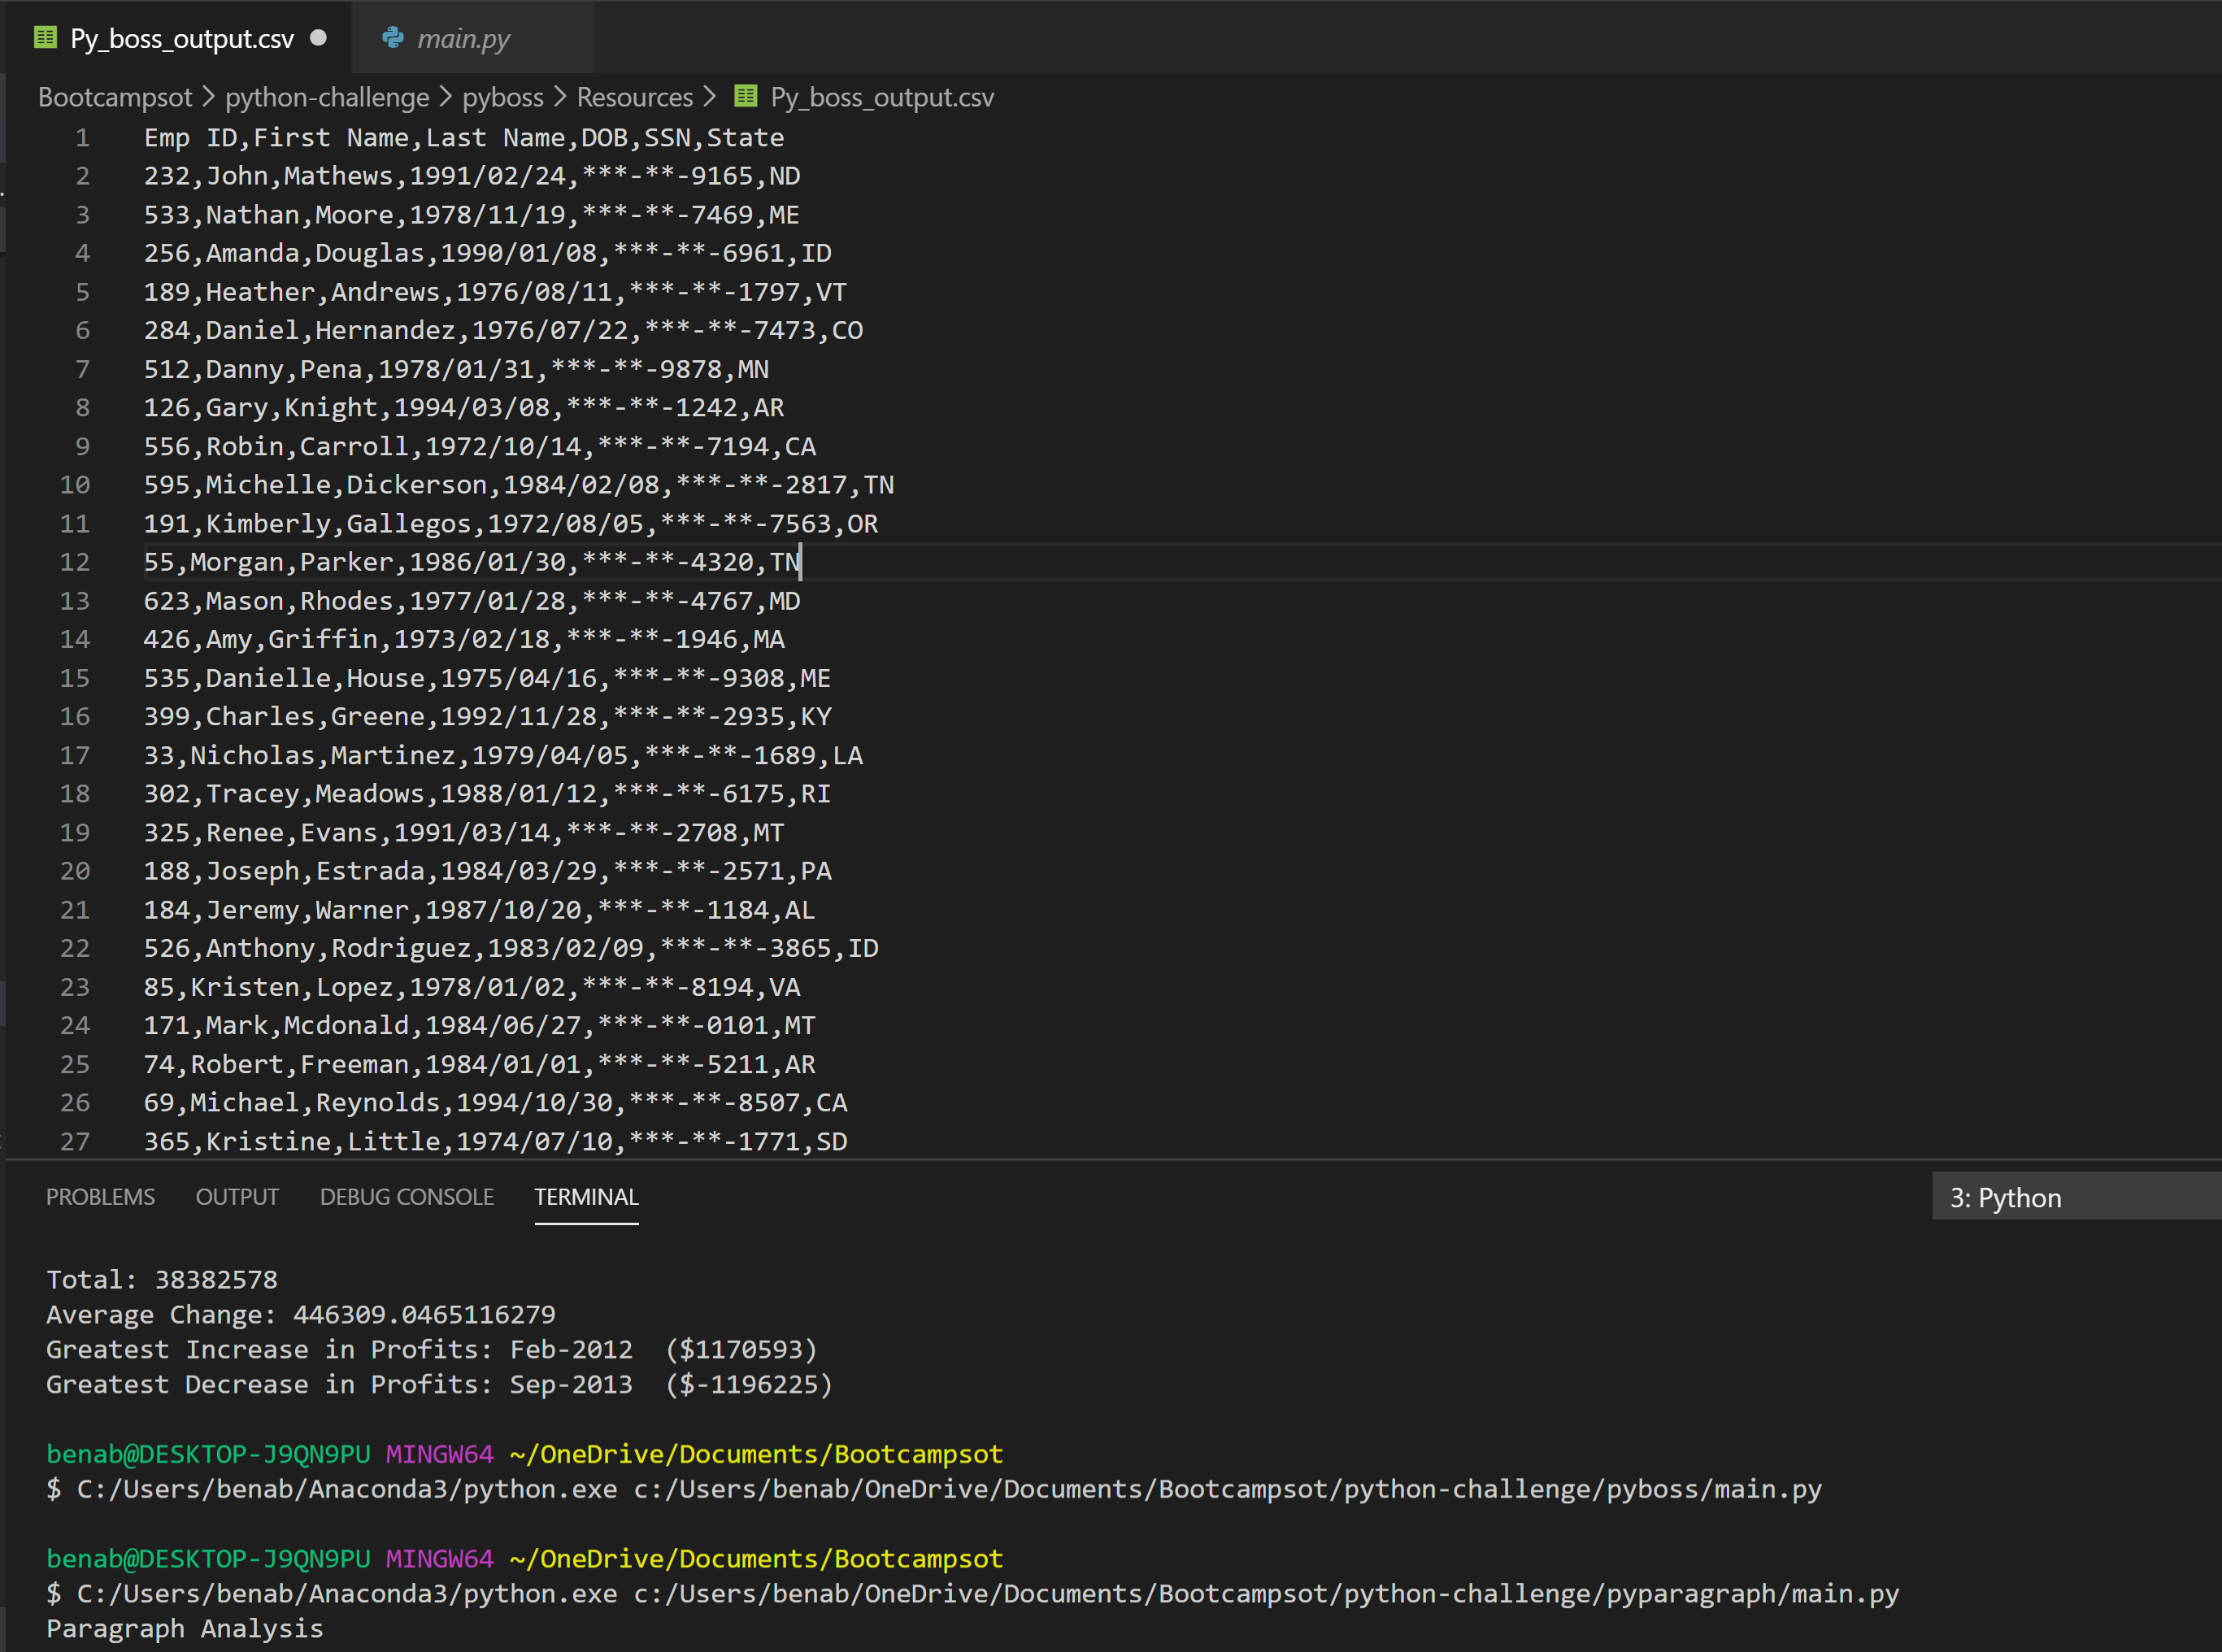 Py_boss_output.csv
main.py
Bootcampsot > python-challenge > pyboss > Resources > Py_boss_output.csv
1 Emp ID,First Name,Last Name,DOB,SSN,State
2 232,John,Mathews,1991/02/24,***-**-9165,ND
3 533,Nathan,Moore,1978/11/19,***-**-7469,ME
4 256,Amanda,Douglas,1990/01/08,***-**-6961,ID
5 189,Heather,Andrews,1976/08/11,***-**-1797,VT
6 284,Daniel,Hernandez,1976/07/22,***-**-7473,CO
7 512,Danny,Pena,1978/01/31,***-**-9878,MN
8 126,Gary,Knight,1994/03/08,***-**-1242,AR
9 556,Robin,Carroll,1972/10/14,***-**-7194,CA
10 595,Michelle,Dickerson,1984/02/08,***-**-2817,TN
11 191,Kimberly,Gallegos,1972/08/05,***-**-7563,OR
12 55,Morgan,Parker,1986/01/30,***-**-4320,TN
13 623,Mason,Rhodes,1977/01/28,***-**-4767,MD
14 426,Amy,Griffin,1973/02/18,***-**-1946,MA
15 535,Danielle,House,1975/04/16,***-**-9308,ME
16 399,Charles,Greene,1992/11/28,***-**-2935,KY
17 33,Nicholas,Martinez,1979/04/05,***-**-1689,LA
18 302,Tracey,Meadows,1988/01/12,***-**-6175,RI
19 325,Renee,Evans,1991/03/14,***-**-2708,MT
20 188,Joseph,Estrada,1984/03/29,***-**-2571,PA
21 184,Jeremy,Warner,1987/10/20,***-**-1184,AL
22 526,Anthony,Rodriguez,1983/02/09,***-**-3865,ID
23 85,Kristen,Lopez,1978/01/02,***-**-8194,VA
24 171,Mark,Mcdonald,1984/06/27,***-**-0101,MT
25 74,Robert,Freeman,1984/01/01,***-**-5211,AR
26 69,Michael,Reynolds,1994/10/30,***-**-8507,CA
27 365,Kristine,Little,1974/07/10,***-**-1771,SD
PROBLEMS OUTPUT DEBUG CONSOLE TERMINAL 3: Python
Total: 38382578
Average Change: 446309.0465116279
Greatest Increase in Profits: Feb-2012  ($1170593)
Greatest Decrease in Profits: Sep-2013  ($-1196225)
benab@DESKTOP-J9QN9PU MINGW64 ~/OneDrive/Documents/Bootcampsot
$ C:/Users/benab/Anaconda3/python.exe c:/Users/benab/OneDrive/Documents/Bootcampsot/python-challenge/pyboss/main.py
benab@DESKTOP-J9QN9PU MINGW64 ~/OneDrive/Documents/Bootcampsot
$ C:/Users/benab/Anaconda3/python.exe c:/Users/benab/OneDrive/Documents/Bootcampsot/python-challenge/pyparagraph/main.py
Paragraph Analysis